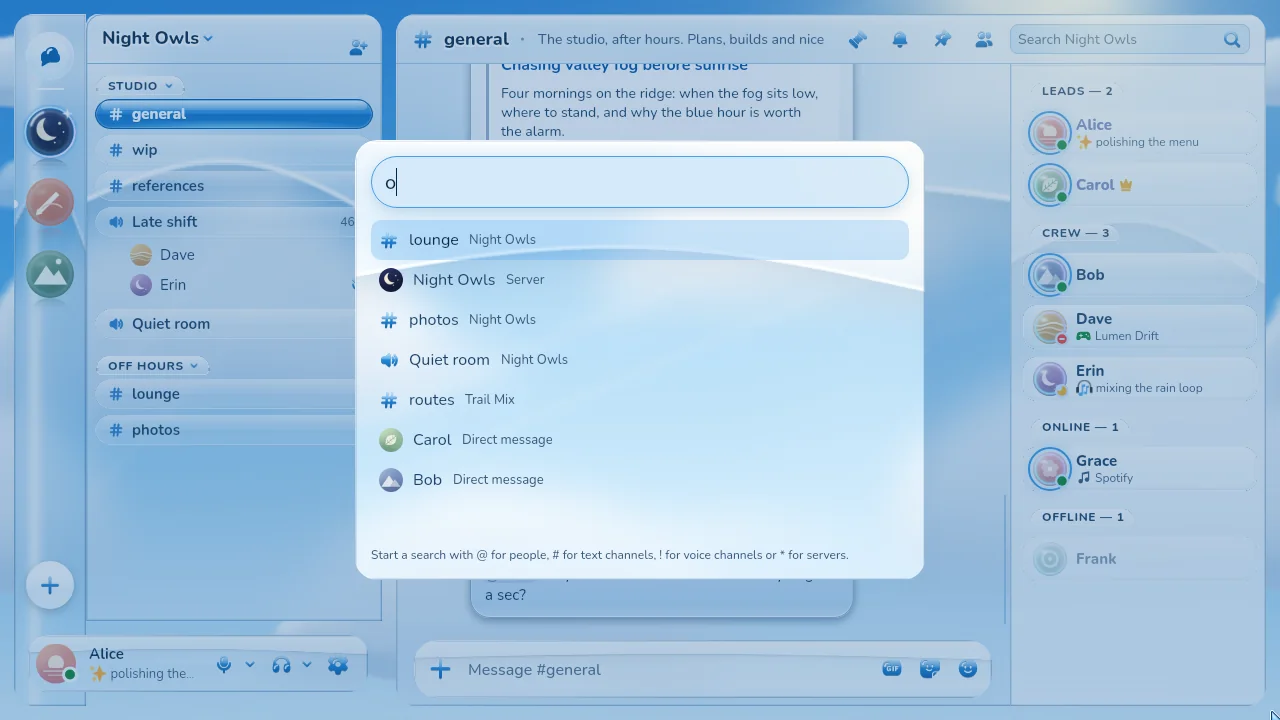 Night Owls
STUDIO
general
wip
references
Late shift 46
Dave
Erin
Quiet room
OFF HOURS
lounge
photos
Alice
✨ polishing the...
# general · The studio, after hours. Plans, builds and nice
Search Night Owls
Chasing valley fog before sunrise
Four mornings on the ridge: when the fog sits low,
where to stand, and why the blue hour is worth
the alarm.
o
lounge Night Owls
Night Owls Server
photos Night Owls
Quiet room Night Owls
routes Trail Mix
Carol Direct message
Bob Direct message
Start a search with @ for people, # for text channels, ! for voice channels or * for servers.
a sec?
Message #general
GIF
LEADS — 2
Alice
✨ polishing the menu
Carol
CREW — 3
Bob
Dave
Lumen Drift
Erin
mixing the rain loop
ONLINE — 1
Grace
Spotify
OFFLINE — 1
Frank